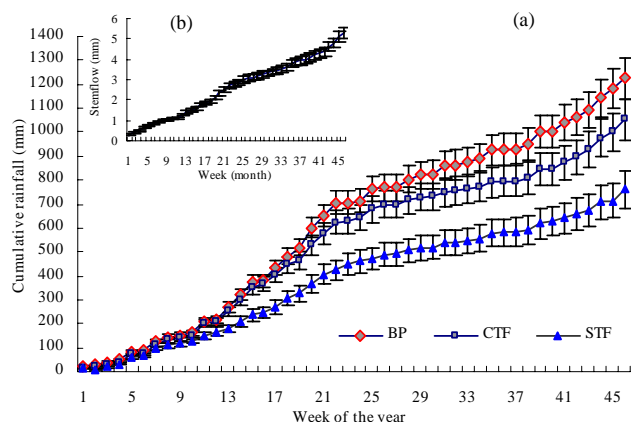 (b)
(a)
Stemflow (mm)
6
5
4
3
2
1
0
1 5 9 13 17 21 25 29 33 37 41 45
Week (month)
Cumulative rainfall (mm)
1400
1300
1200
1100
1000
900
800
700
600
500
400
300
200
100
0
BP CTF STF
1 5 9 13 17 21 25 29 33 37 41 45
Week of the year